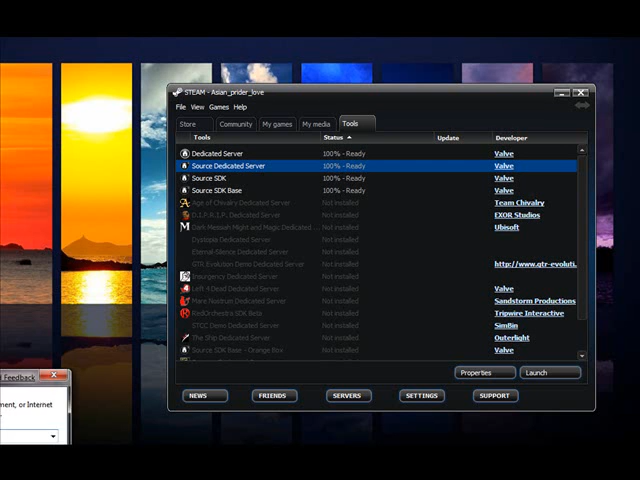 STEAM - Asian_prider_love
File View Games Help
Store Community My games My media Tools
Tools Status Update Developer
Dedicated Server 100% - Ready Valve
Source Dedicated Server 100% - Ready Valve
Source SDK 100% - Ready Valve
Source SDK Base 100% - Ready Valve
Age of Chivalry Dedicated Server Not installed Team Chivalry
D.I.P.R.I.P. Dedicated Server Not installed EXOR Studios
Dark Messiah Might and Magic Dedicated ... Not installed Ubisoft
Dystopia Dedicated Server Not installed
Eternal-Silence Dedicated Server Not installed
GTR Evolution Demo Dedicated Server Not installed http://www.gtr-evoluti.
Insurgency Dedicated Server Not installed
Left 4 Dead Dedicated Server Not installed Valve
Mare Nostrum Dedicated Server Not installed Sandstorm Productions
RedOrchestra SDK Beta Not installed Tripwire Interactive
STCC Demo Dedicated Server Not installed SimBin
The Ship Dedicated Server Not installed Outerlight
Source SDK Base - Orange Box Not installed Valve
Properties Launch
d Feedback
NEWS FRIENDS SERVERS SETTINGS SUPPORT
ment, or Internet
e.